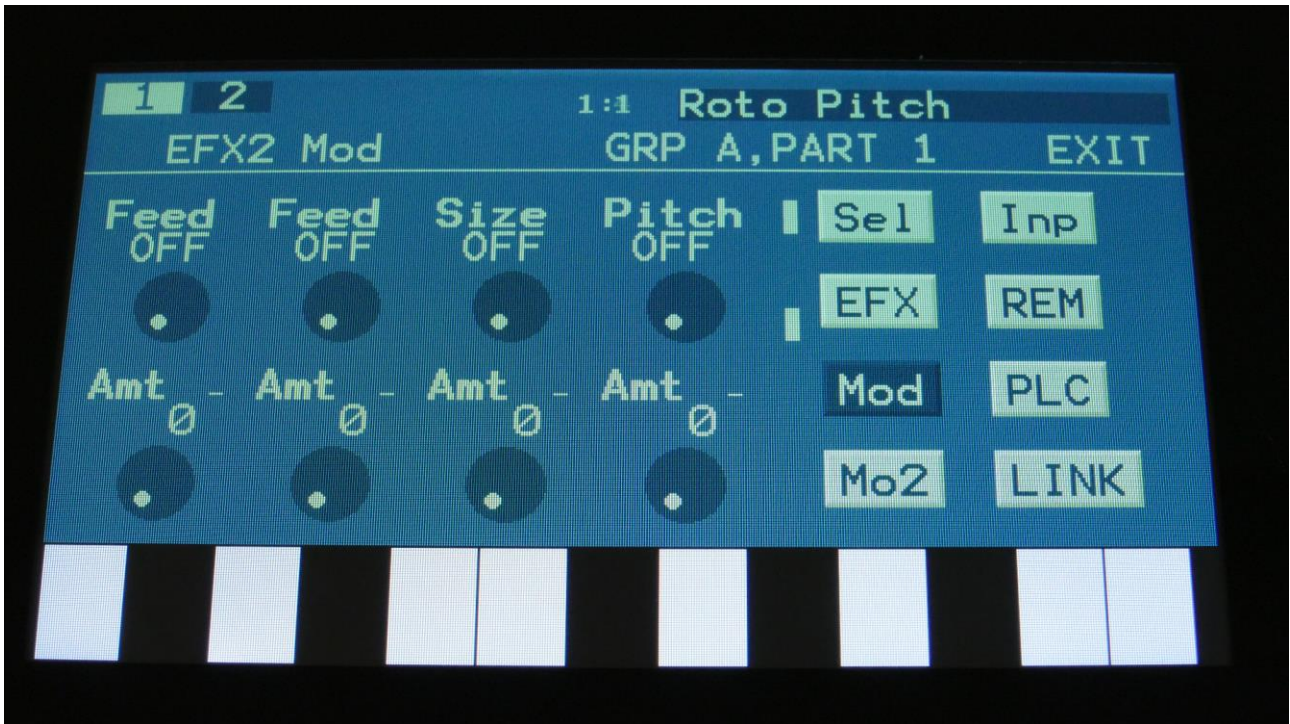 1 2 1:1 Roto Pitch
EFX2 Mod GRP A,PART 1 EXIT
Feed Feed Size Pitch Sel Inp
OFF OFF OFF OFF
EFX REM
Amt - Amt - Amt - Amt - Mod PLC
0 0 0 0
Mo2 LINK